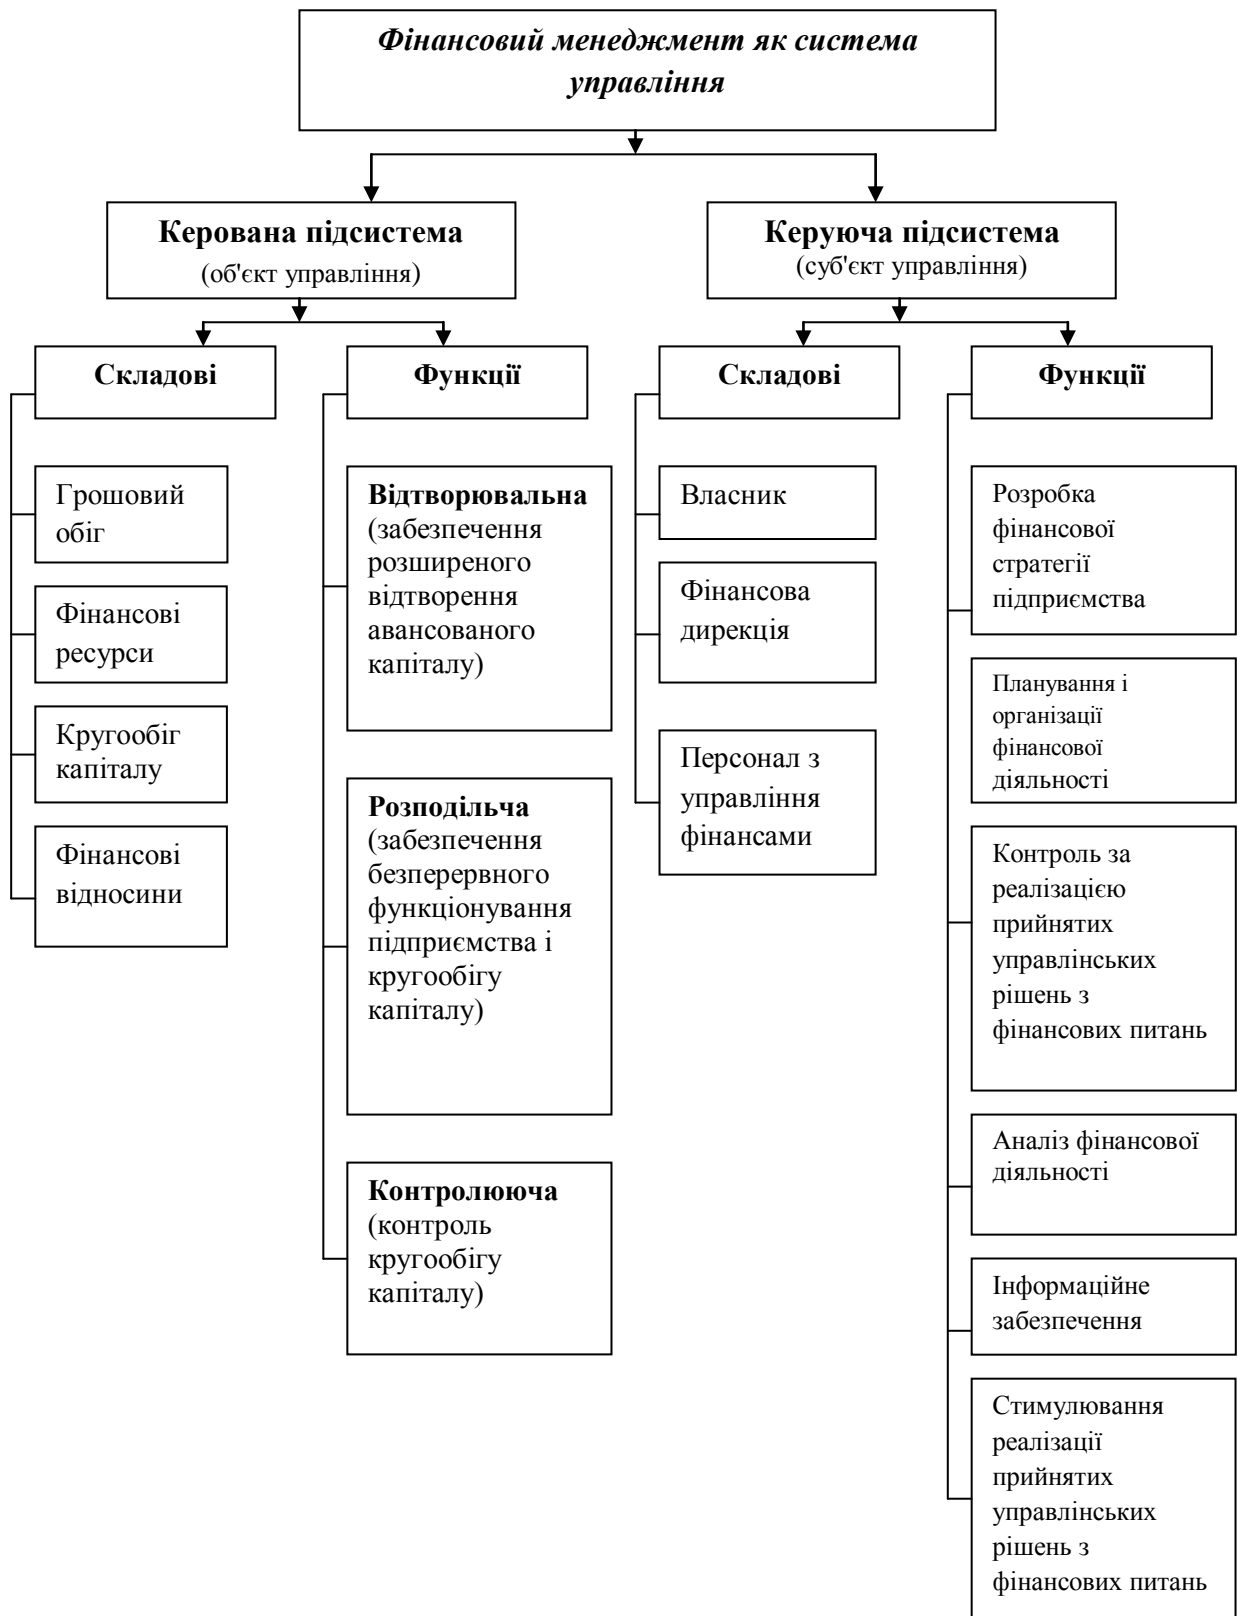 Фінансовий менеджмент як система
управління
Керована підсистема
(об'єкт управління)
Керуюча підсистема
(суб'єкт управління)
Складові
Функції
Складові
Функції
Грошовий
обіг
Фінансові
ресурси
Кругообіг
капіталу
Фінансові
відносини
Відтворювальна
(забезпечення
розширеного
відтворення
авансованого
капіталу)
Розподільча
(забезпечення
безперервного
функціонування
підприємства і
кругообігу
капіталу)
Контролююча
(контроль
кругообігу
капіталу)
Власник
Фінансова
дирекція
Персонал з
управління
фінансами
Розробка
фінансової
стратегії
підприємства
Планування і
організації
фінансової
діяльності
Контроль за
реалізацією
прийнятих
управлінських
рішень з
фінансових питань
Аналіз фінансової
діяльності
Інформаційне
забезпечення
Стимулювання
реалізації
прийнятих
управлінських
рішень з
фінансових питань